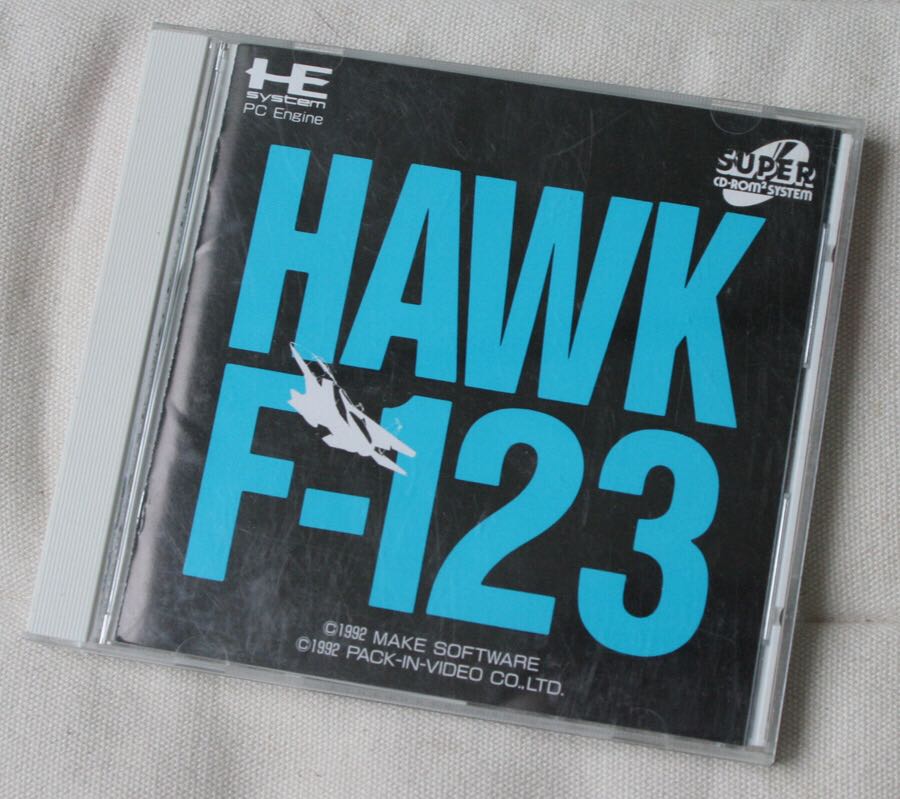 HE
system
PC Engine
SUPER
CD-ROM² SYSTEM
HAWK
F-123
©1992 MAKE SOFTWARE
©1992 PACK-IN-VIDEO CO.,LTD.